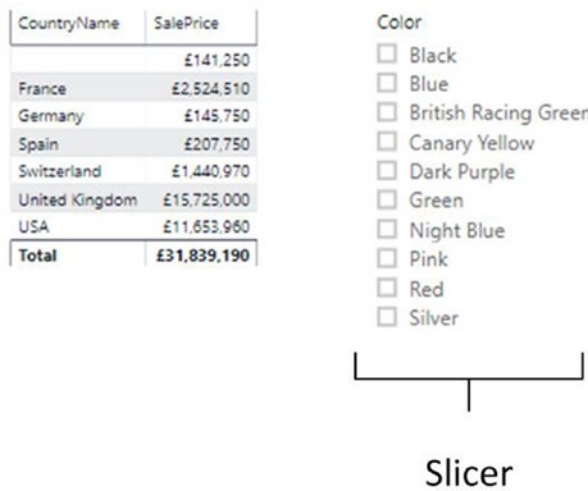 CountryName SalePrice
£141,250
France £2,524,510
Germany £145,750
Spain £207,750
Switzerland £1,440,970
United Kingdom £15,725,000
USA £11,653,960
Total £31,839,190
Color
Black
Blue
British Racing Green
Canary Yellow
Dark Purple
Green
Night Blue
Pink
Red
Silver
Slicer